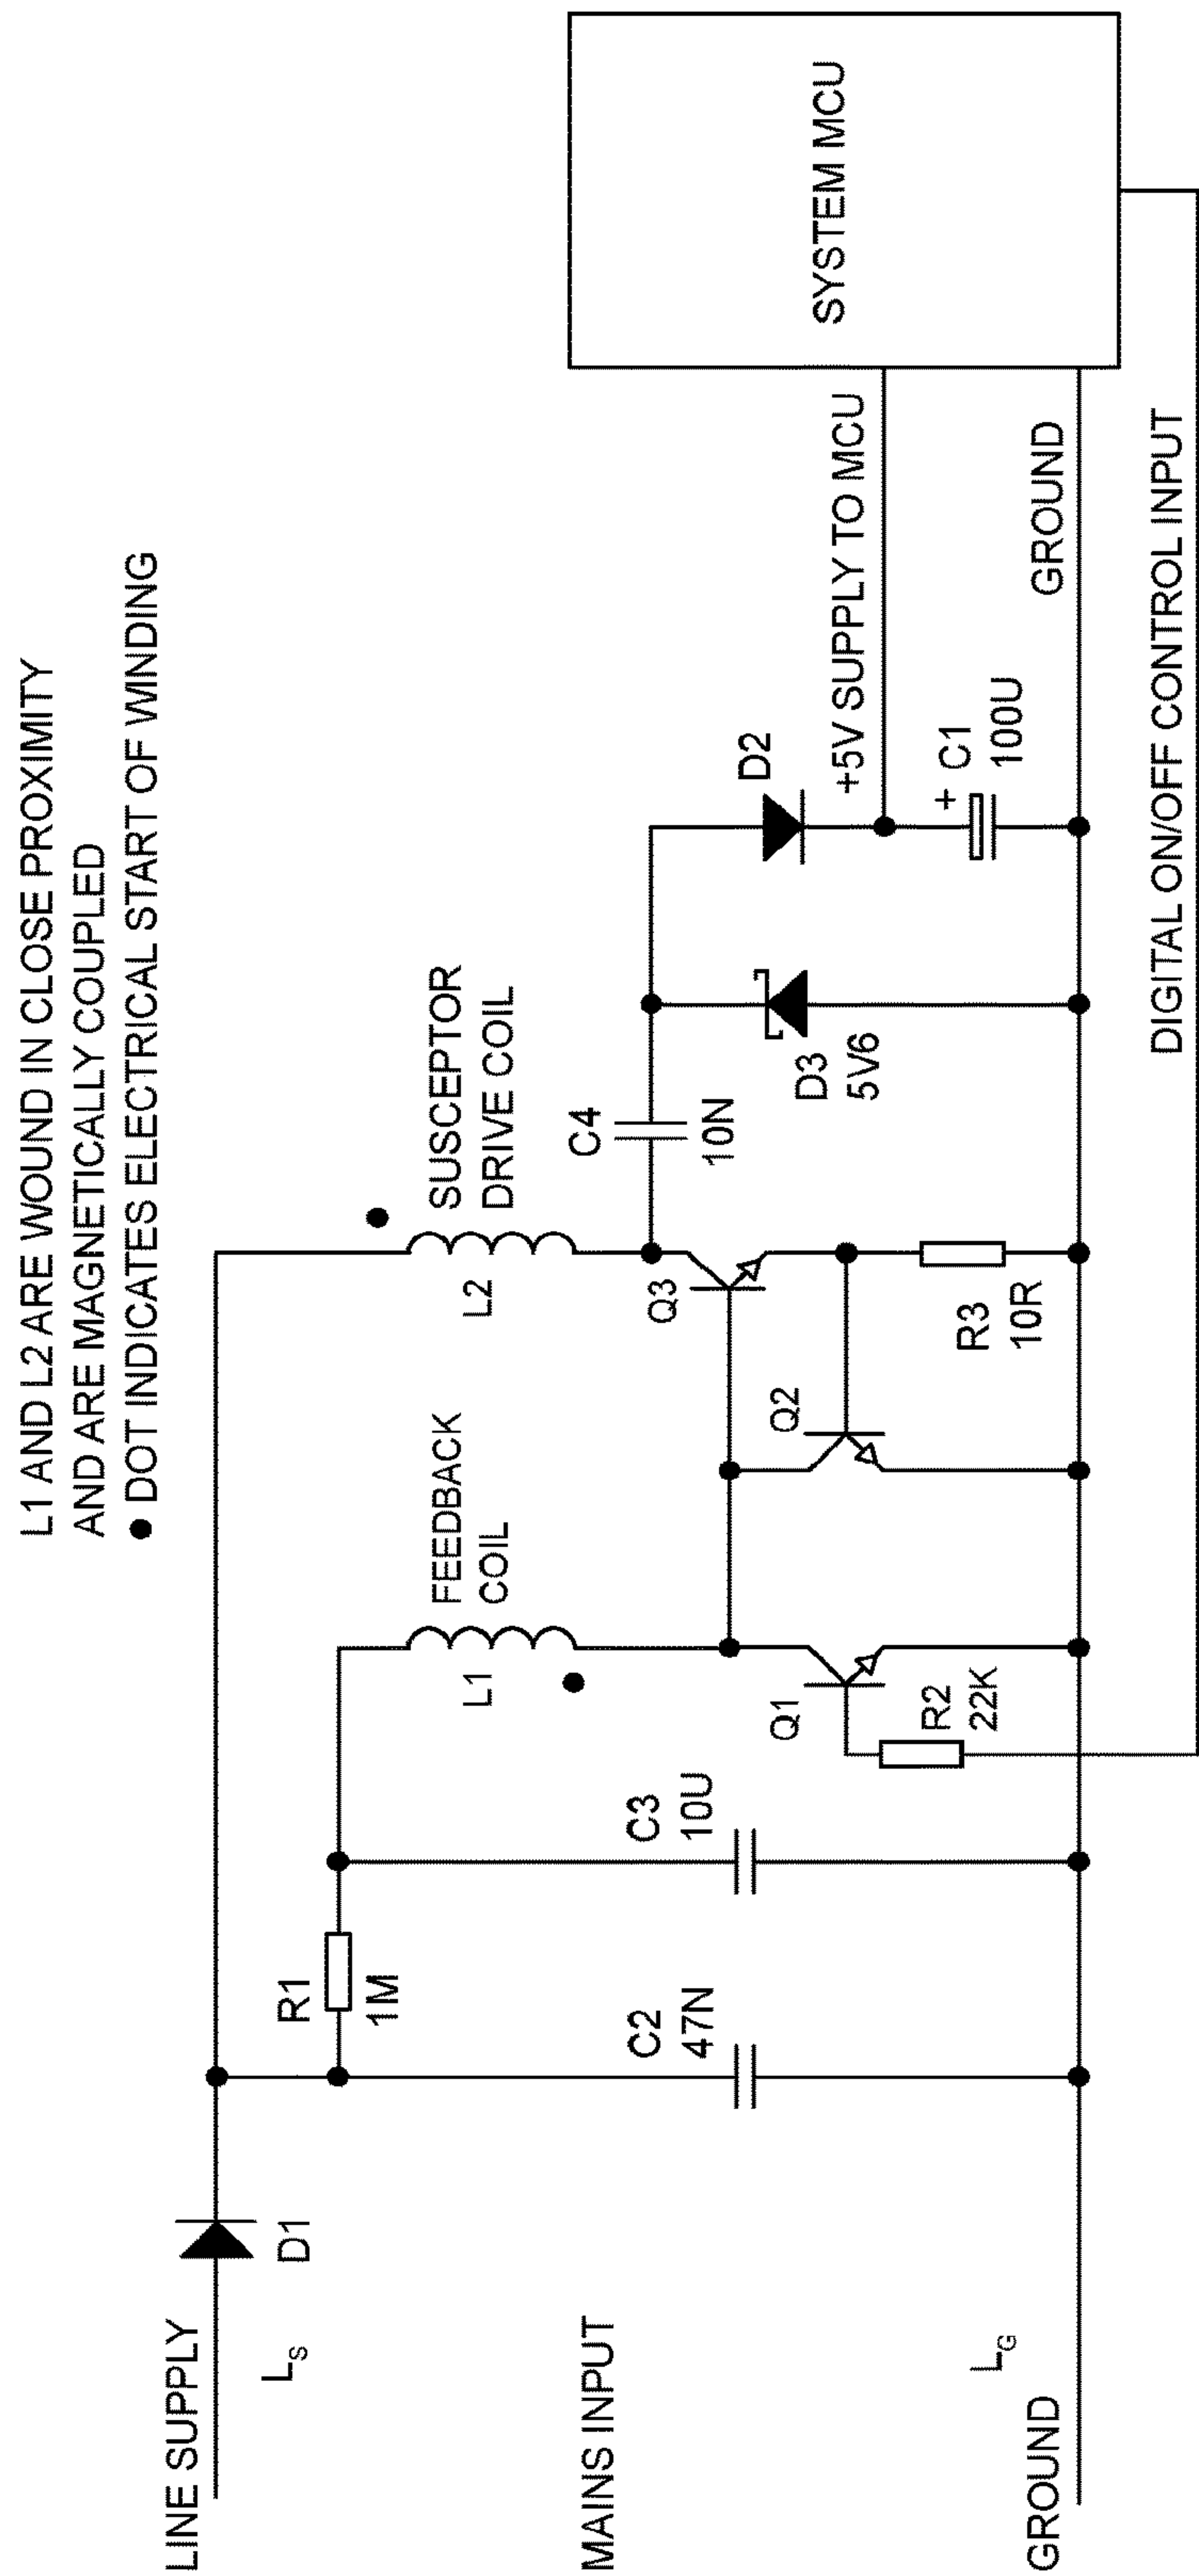 L1 AND L2 ARE WOUND IN CLOSE PROXIMITY
AND ARE MAGNETICALLY COUPLED
● DOT INDICATES ELECTRICAL START OF WINDING
LINE SUPPLY
L_S
D1
MAINS INPUT
L_G
GROUND
R1
1M
C2
47N
C3
10U
FEEDBACK
COIL
L1
Q1
R2
22K
Q2
SUSCEPTOR
DRIVE COIL
L2
Q3
R3
10R
C4
10N
D3
5V6
D2
+5V SUPPLY TO MCU
+
C1
100U
GROUND
DIGITAL ON/OFF CONTROL INPUT
SYSTEM MCU